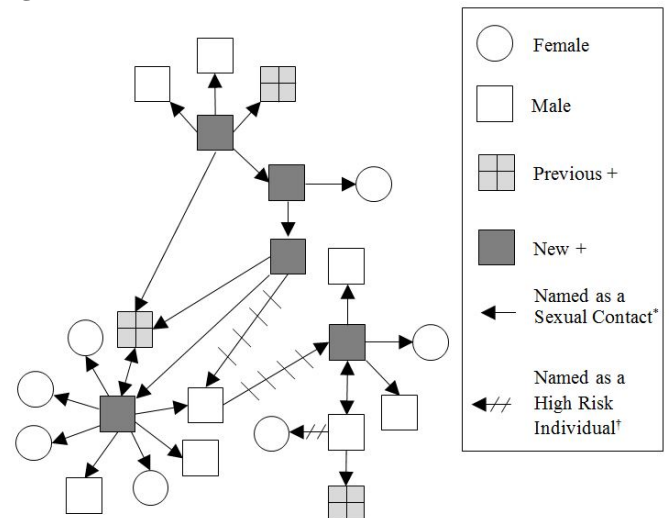 Female
Male
Previous +
New +
Named as a
Sexual Contact*
Named as a
High Risk
Individual†